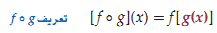 تعريف f ∘ g [f ∘ g](x) = f[g(x)]